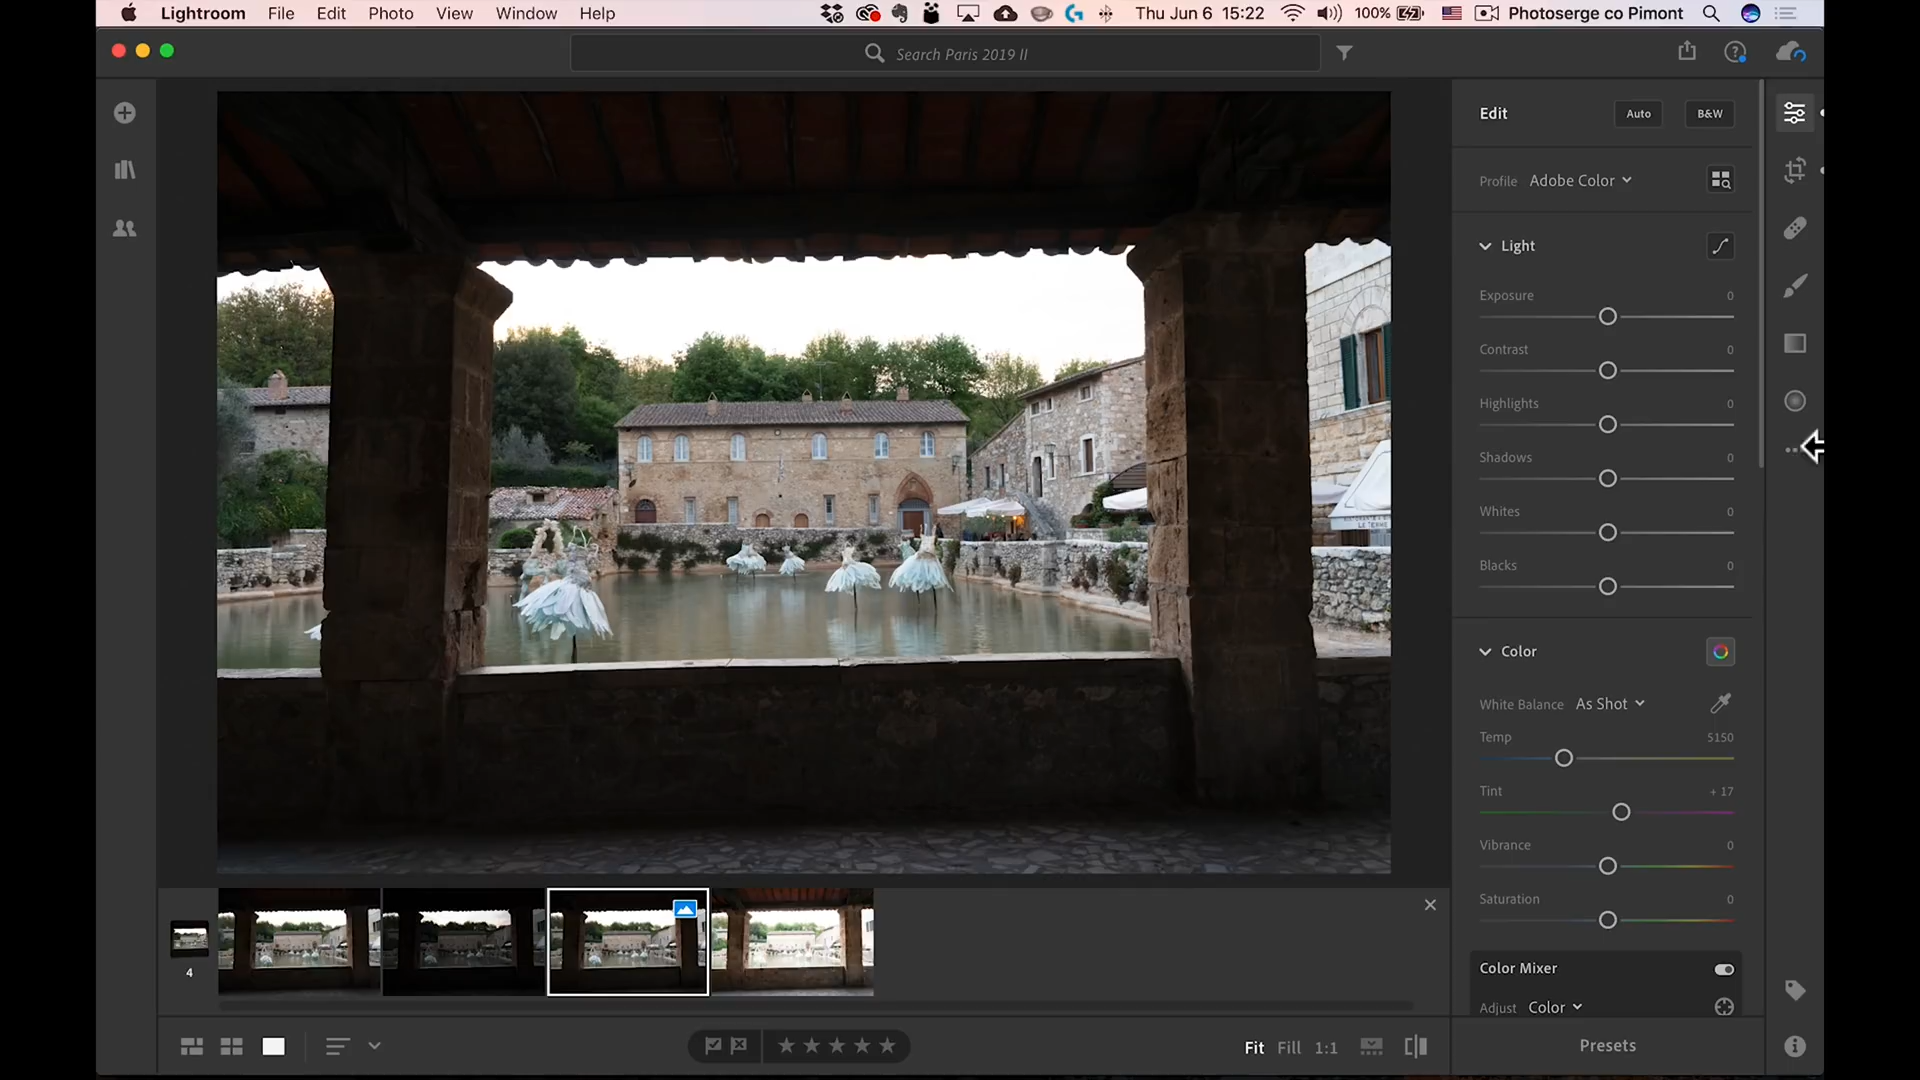 Lightroom File Edit Photo View Window Help Thu Jun 6 15:22 100% Photoserge co Pimont
Search Paris 2019 II
Edit Auto B&W
Profile Adobe Color
Light
Exposure 0
Contrast 0
Highlights 0
Shadows 0
Whites 0
Blacks 0
Color
White Balance As Shot
Temp 5150
Tint + 17
Vibrance 0
Saturation 0
Color Mixer
Adjust Color
4
Fit Fill 1:1
Presets